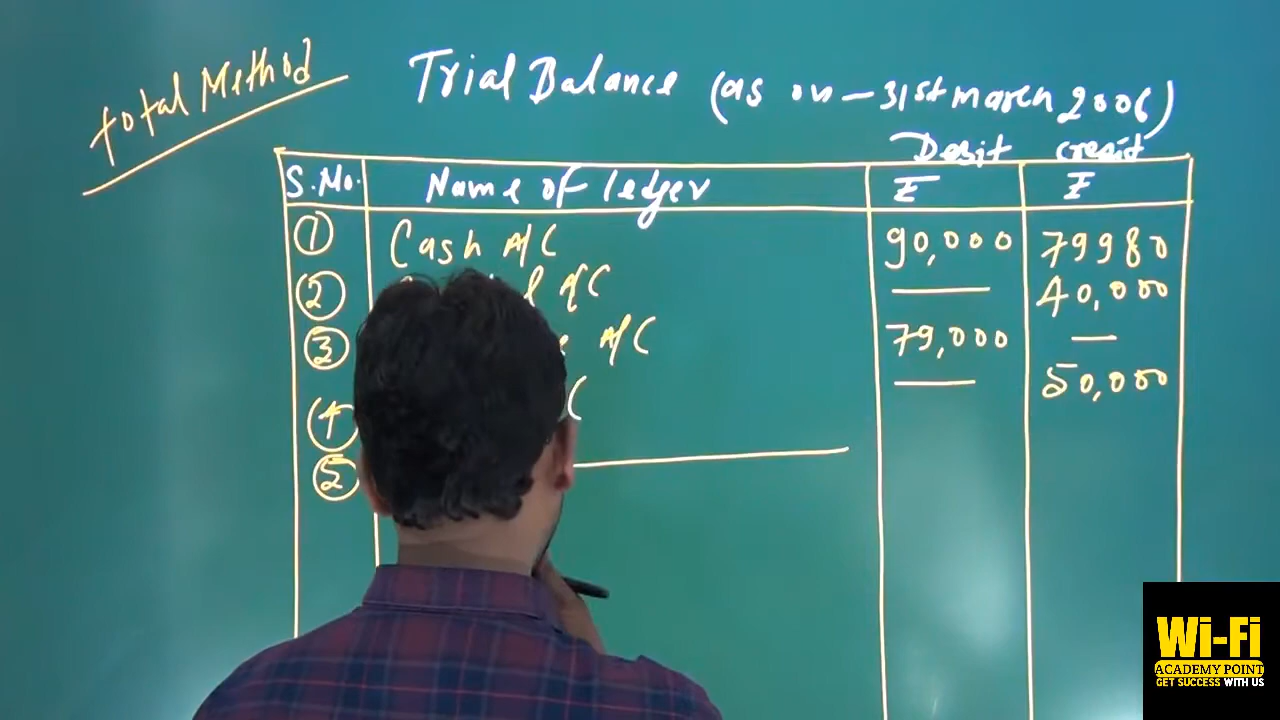 total Method
Trial Balance (as on - 31st march 2006)
Debit credit
S.No. Name of ledger ₹ ₹
① Cash A/C 90,000 79980
② A/C — 40,000
③ A/C 79,000 —
④ — 50,000
⑤
Wi-Fi
ACADEMY POINT
GET SUCCESS WITH US